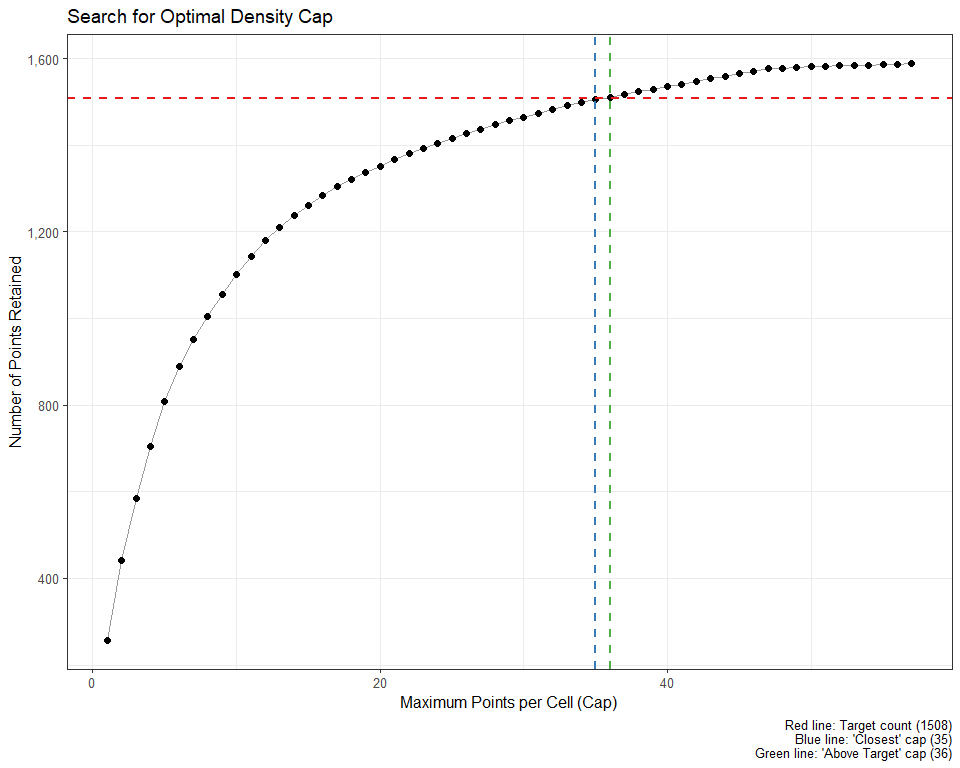 Search for Optimal Density Cap
1,600
1,200
800
400
Number of Points Retained
0
20
40
Maximum Points per Cell (Cap)
Red line: Target count (1508)
Blue line: 'Closest' cap (35)
Green line: 'Above Target' cap (36)